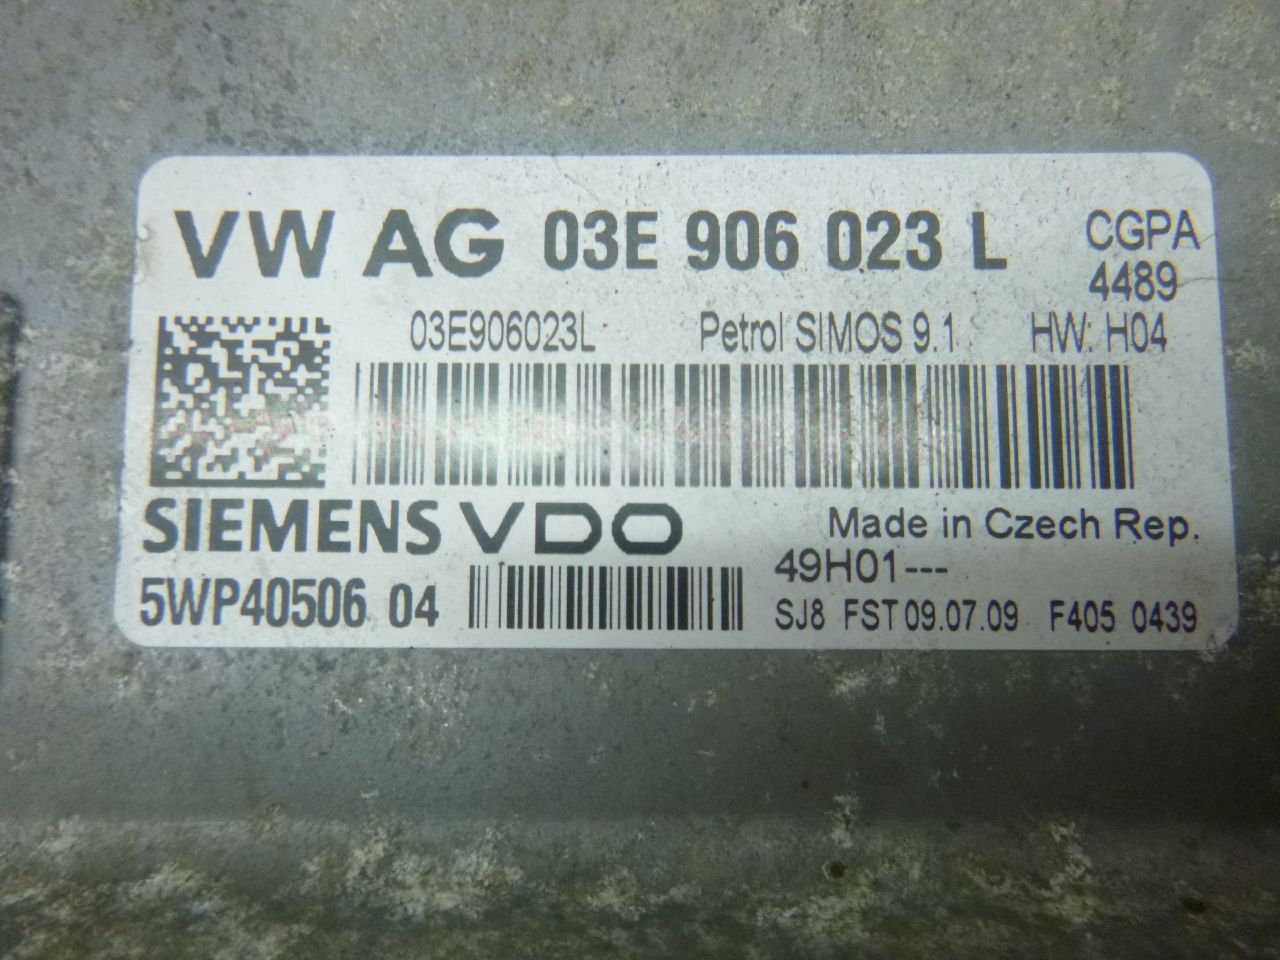 VW AG 03E 906 023 L CGPA
4489
03E906023L Petrol SIMOS 9.1 HW: H04
SIEMENS VDO Made in Czech Rep.
49H01---
5WP40506 04 SJ8 FST 09.07.09 F405 0439